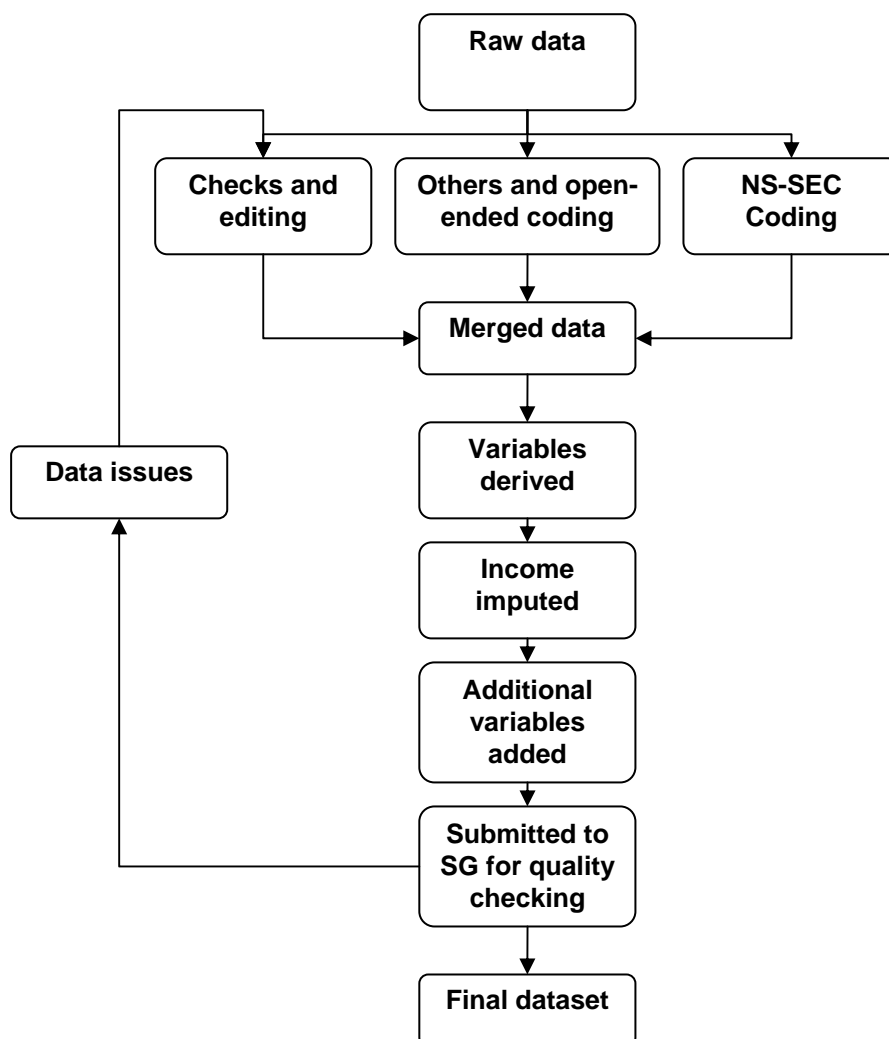 Raw data
Checks and
editing
Others and open-
ended coding
NS-SEC
Coding
Merged data
Variables
derived
Data issues
Income
imputed
Additional
variables
added
Submitted to
SG for quality
checking
Final dataset